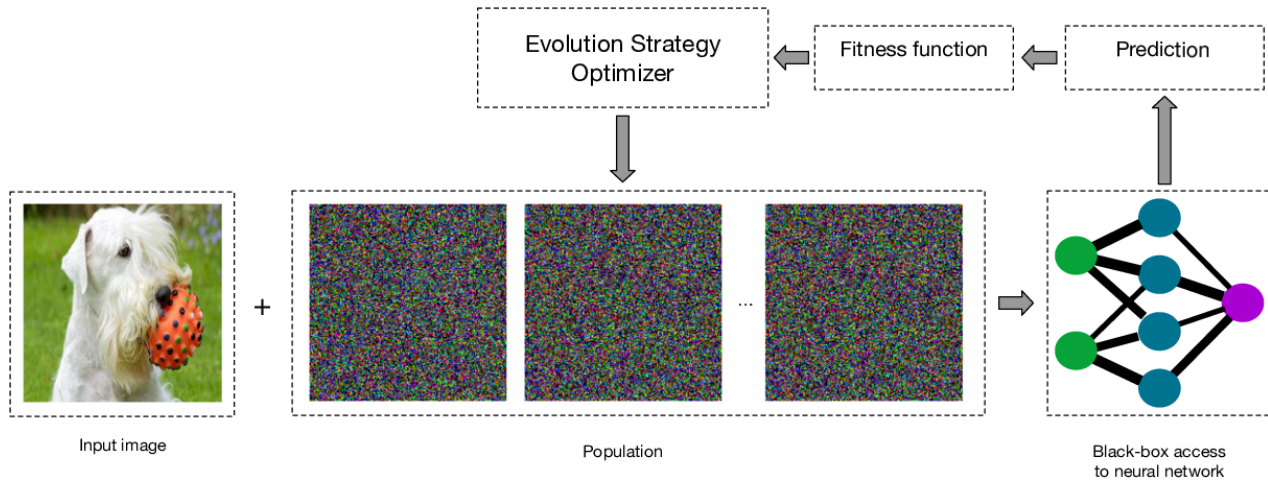 Evolution Strategy
Optimizer
Fitness function
Prediction
+
...
Input image
Population
Black-box access
to neural network